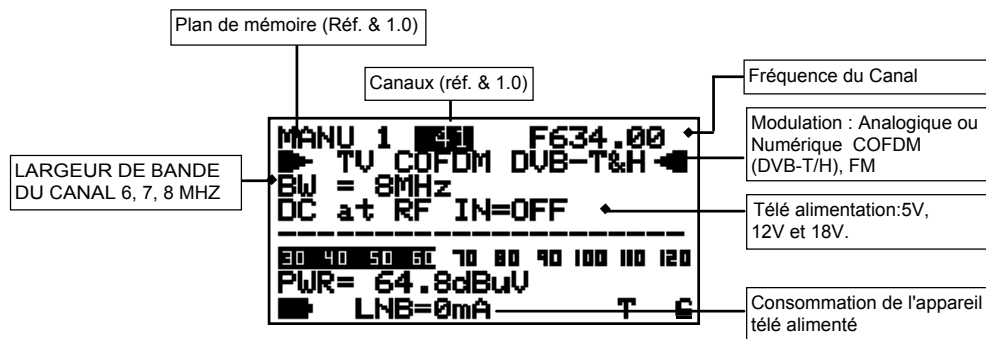 Plan de mémoire (Réf. & 1.0)
Canaux (réf. & 1.0)
Fréquence du Canal
Modulation : Analogique ou
Numérique COFDM
(DVB-T/H), FM
LARGEUR DE BANDE
DU CANAL 6, 7, 8 MHZ
Télé alimentation:5V,
12V et 18V.
Consommation de l'appareil
télé alimenté
MANU 1 F634.00
TV COFDM DVB-T&H
BW = 8MHz
DC at RF IN=OFF
30 40 50 60 70 80 90 100 110 120
PWR= 64.8dBuV
LNB=0mA T C